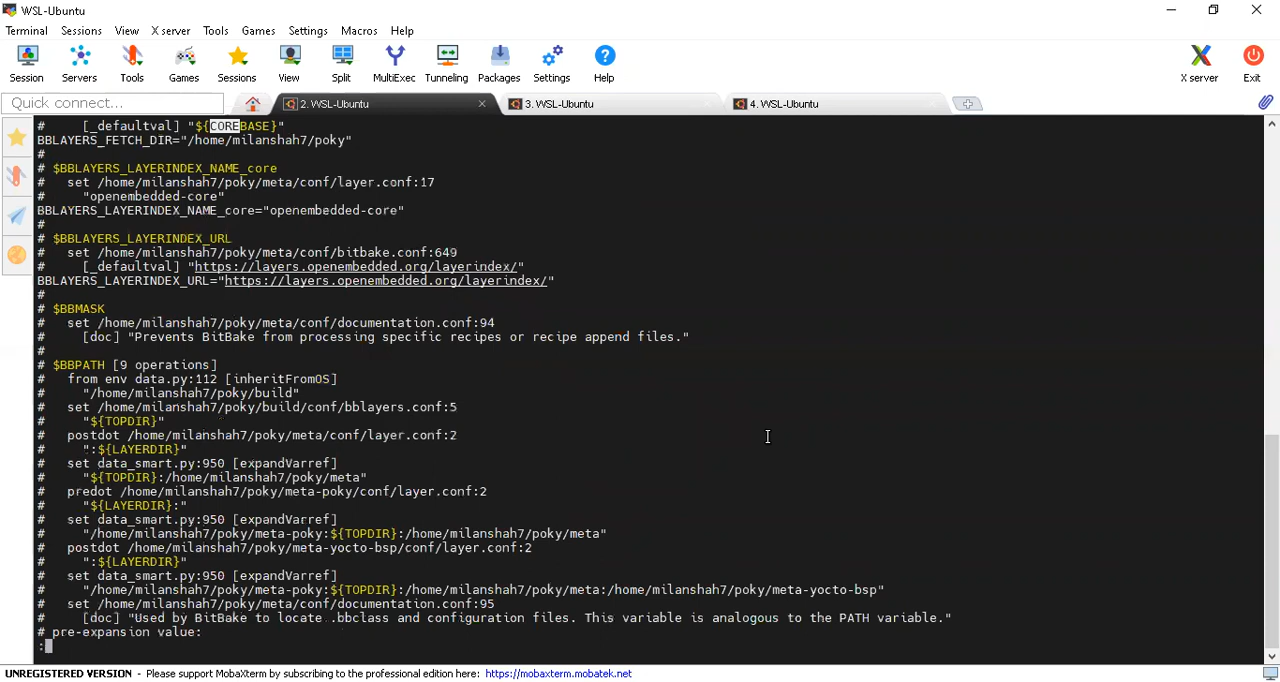 WSL-Ubuntu
Terminal Sessions View X server Tools Games Settings Macros Help
Session Servers Tools Games Sessions View Split MultiExec Tunneling Packages Settings Help X server Exit
Quick connect... 2. WSL-Ubuntu 3. WSL-Ubuntu 4. WSL-Ubuntu
#     [_defaultval] "${COREBASE}"
BBLAYERS_FETCH_DIR="/home/milanshah7/poky"
#
# $BBLAYERS_LAYERINDEX_NAME_core
#   set /home/milanshah7/poky/meta/conf/layer.conf:17
#     "openembedded-core"
BBLAYERS_LAYERINDEX_NAME_core="openembedded-core"
#
# $BBLAYERS_LAYERINDEX_URL
#   set /home/milanshah7/poky/meta/conf/bitbake.conf:649
#     [_defaultval] "https://layers.openembedded.org/layerindex/"
BBLAYERS_LAYERINDEX_URL="https://layers.openembedded.org/layerindex/"
#
# $BBMASK
#   set /home/milanshah7/poky/meta/conf/documentation.conf:94
#     [doc] "Prevents BitBake from processing specific recipes or recipe append files."
#
# $BBPATH [9 operations]
#   from env data.py:112 [inheritFromOS]
#     "/home/milanshah7/poky/build"
#   set /home/milanshah7/poky/build/conf/bblayers.conf:5
#     "${TOPDIR}"
#   postdot /home/milanshah7/poky/meta/conf/layer.conf:2
#     ":${LAYERDIR}"
#   set data_smart.py:950 [expandVarref]
#     "${TOPDIR}:/home/milanshah7/poky/meta"
#   predot /home/milanshah7/poky/meta-poky/conf/layer.conf:2
#     "${LAYERDIR}:"
#   set data_smart.py:950 [expandVarref]
#     "/home/milanshah7/poky/meta-poky:${TOPDIR}:/home/milanshah7/poky/meta"
#   postdot /home/milanshah7/poky/meta-yocto-bsp/conf/layer.conf:2
#     ":${LAYERDIR}"
#   set data_smart.py:950 [expandVarref]
#     "/home/milanshah7/poky/meta-poky:${TOPDIR}:/home/milanshah7/poky/meta:/home/milanshah7/poky/meta-yocto-bsp"
#   set /home/milanshah7/poky/meta/conf/documentation.conf:95
#     [doc] "Used by BitBake to locate .bbclass and configuration files. This variable is analogous to the PATH variable."
# pre-expansion value:
:
UNREGISTERED VERSION - Please support MobaXterm by subscribing to the professional edition here: https://mobaxterm.mobatek.net